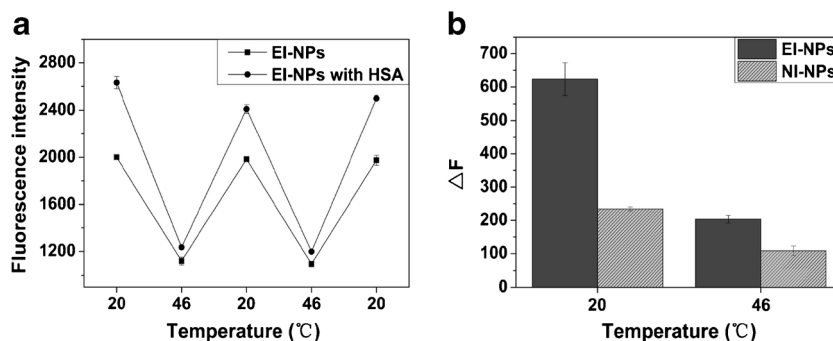 a
Fluorescence intensity
2800
2400
2000
1600
1200
EI-NPs
EI-NPs with HSA
20 46 20 46 20
Temperature (℃)
b
△F
700
600
500
400
300
200
100
0
EI-NPs
NI-NPs
20 46
Temperature (℃)